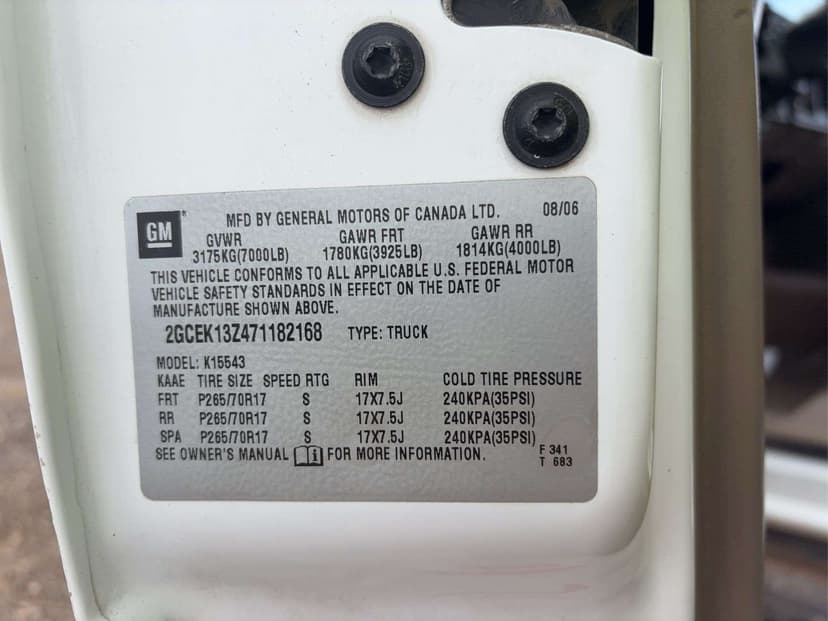 GM ®
MFD BY GENERAL MOTORS OF CANADA LTD. 08/06
GVWR GAWR FRT GAWR RR
3175KG(7000LB) 1780KG(3925LB) 1814KG(4000LB)
THIS VEHICLE CONFORMS TO ALL APPLICABLE U.S. FEDERAL MOTOR
VEHICLE SAFETY STANDARDS IN EFFECT ON THE DATE OF
MANUFACTURE SHOWN ABOVE.
2GCEK13Z471182168 TYPE: TRUCK
MODEL: K15543
KAAE TIRE SIZE SPEED RTG RIM COLD TIRE PRESSURE
FRT P265/70R17 S 17X7.5J 240KPA(35PSI)
RR P265/70R17 S 17X7.5J 240KPA(35PSI)
SPA P265/70R17 S 17X7.5J 240KPA(35PSI)
SEE OWNER'S MANUAL FOR MORE INFORMATION.
F 341
T 683